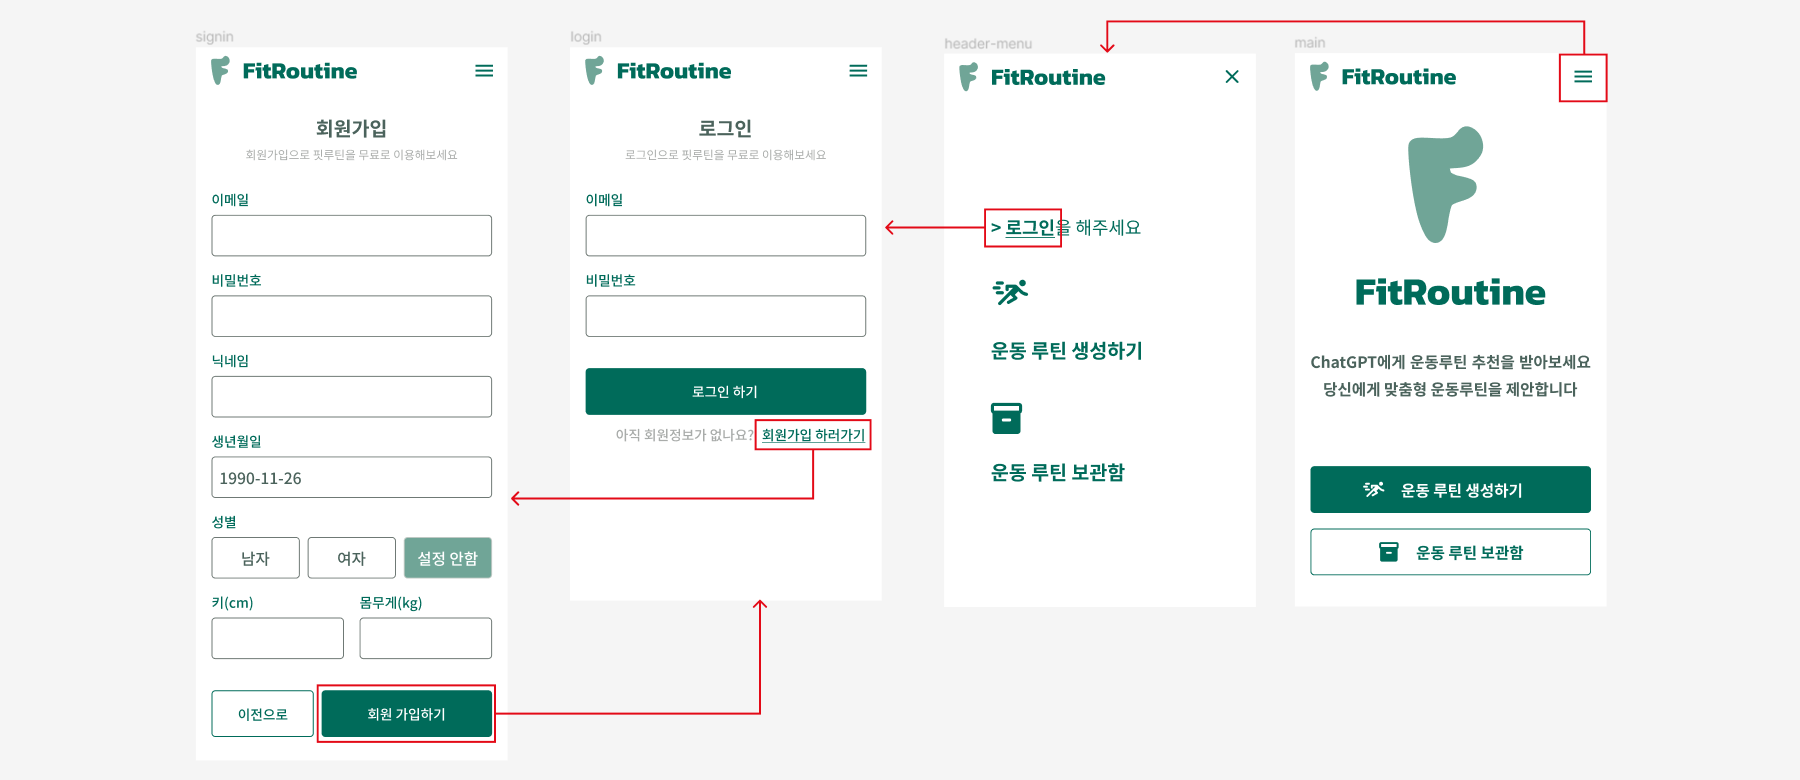 signin
FitRoutine
회원가입
회원가입으로 핏루틴을 무료로 이용해보세요
이메일
비밀번호
닉네임
생년월일
1990-11-26
성별
남자
여자
설정 안함
키(cm)
몸무게(kg)
이전으로
회원 가입하기
login
FitRoutine
로그인
로그인으로 핏루틴을 무료로 이용해보세요
이메일
비밀번호
로그인 하기
아직 회원정보가 없나요? 회원가입 하러가기
header-menu
FitRoutine
> 로그인을 해주세요
운동 루틴 생성하기
운동 루틴 보관함
main
FitRoutine
FitRoutine
ChatGPT에게 운동루틴 추천을 받아보세요
당신에게 맞춤형 운동루틴을 제안합니다
운동 루틴 생성하기
운동 루틴 보관함